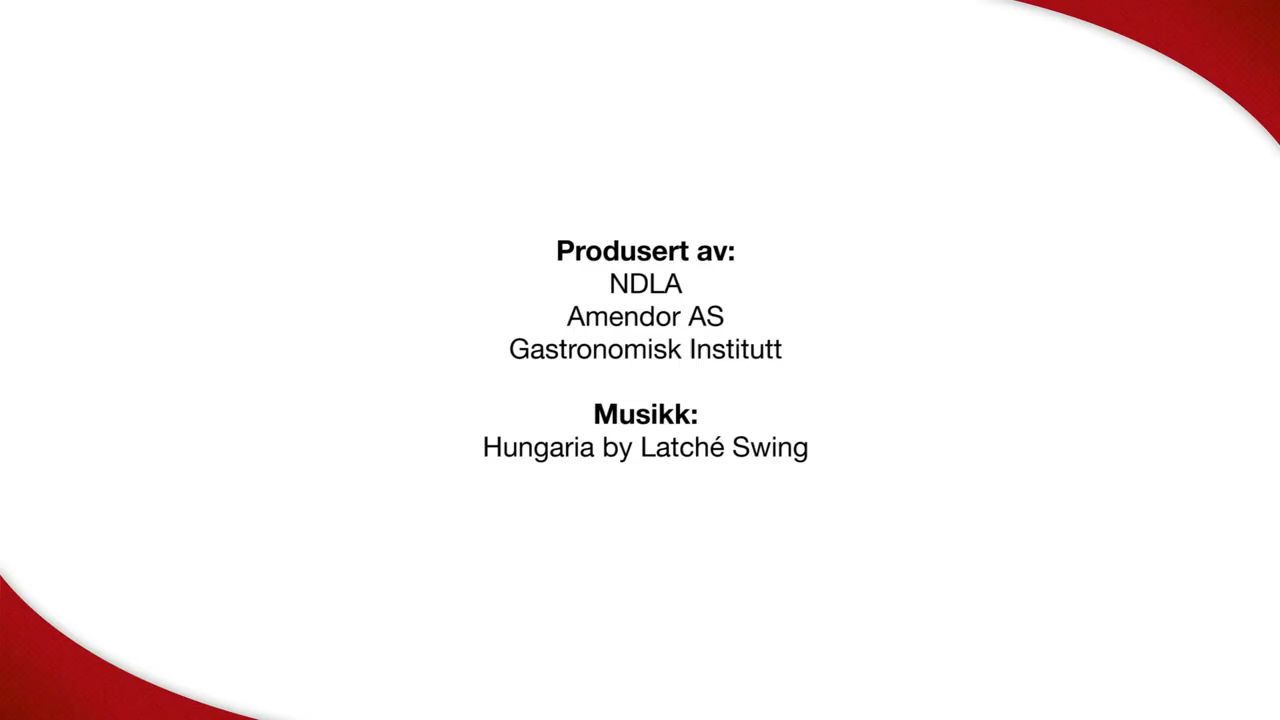 Produsert av:
NDLA
Amendor AS
Gastronomisk Institutt
Musikk:
Hungaria by Latché Swing